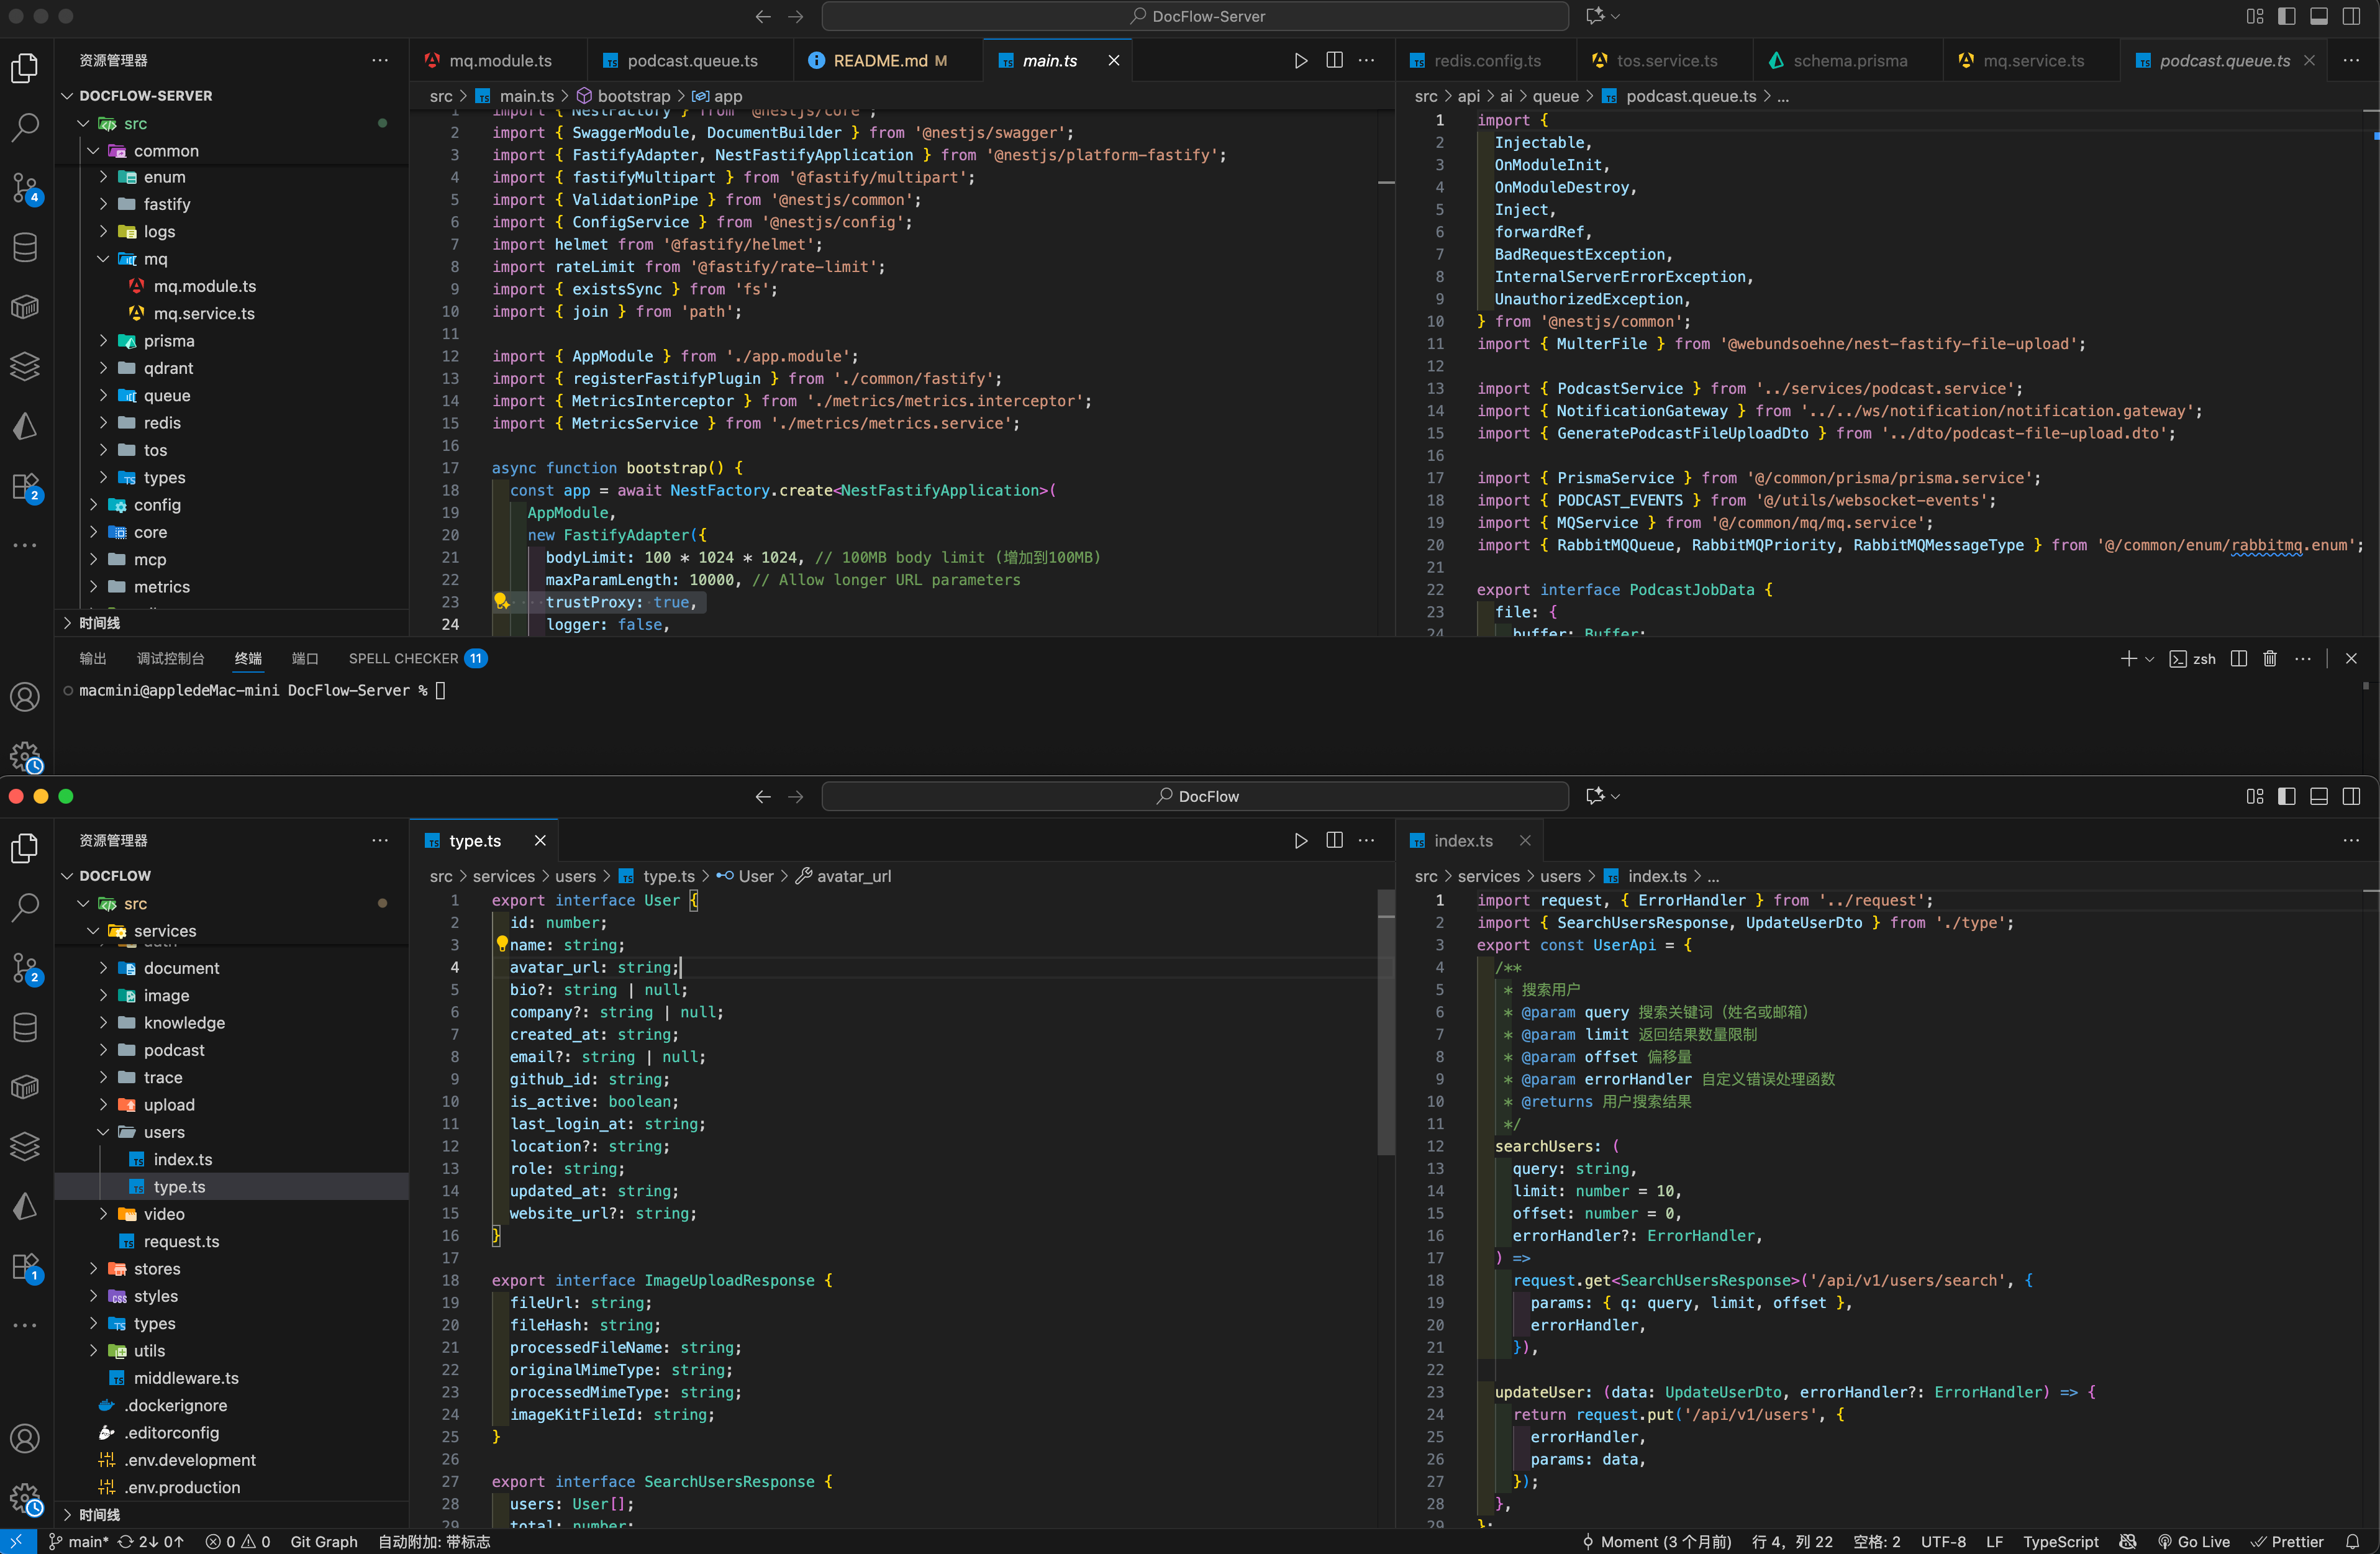 DocFlow-Server
资源管理器
DOCFLOW-SERVER
src
common
enum
fastify
logs
mq
mq.module.ts
mq.service.ts
prisma
qdrant
queue
redis
tos
types
config
core
mcp
metrics
时间线
4
2
mq.module.ts
podcast.queue.ts
README.md M
main.ts
src > main.ts > bootstrap > app
1 import { NestFactory } from '@nestjs/core';
2 import { SwaggerModule, DocumentBuilder } from '@nestjs/swagger';
3 import { FastifyAdapter, NestFastifyApplication } from '@nestjs/platform-fastify';
4 import { fastifyMultipart } from '@fastify/multipart';
5 import { ValidationPipe } from '@nestjs/common';
6 import { ConfigService } from '@nestjs/config';
7 import helmet from '@fastify/helmet';
8 import rateLimit from '@fastify/rate-limit';
9 import { existsSync } from 'fs';
10 import { join } from 'path';
11
12 import { AppModule } from './app.module';
13 import { registerFastifyPlugin } from './common/fastify';
14 import { MetricsInterceptor } from './metrics/metrics.interceptor';
15 import { MetricsService } from './metrics/metrics.service';
16
17 async function bootstrap() {
18 const app = await NestFactory.create<NestFastifyApplication>(
19 AppModule,
20 new FastifyAdapter({
21 bodyLimit: 100 * 1024 * 1024, // 100MB body limit (增加到100MB)
22 maxParamLength: 10000, // Allow longer URL parameters
23 trustProxy: true,
24 logger: false,
redis.config.ts
tos.service.ts
schema.prisma
mq.service.ts
podcast.queue.ts
src > api > ai > queue > podcast.queue.ts > ...
1 import {
2 Injectable,
3 OnModuleInit,
4 OnModuleDestroy,
5 Inject,
6 forwardRef,
7 BadRequestException,
8 InternalServerErrorException,
9 UnauthorizedException,
10 } from '@nestjs/common';
11 import { MulterFile } from '@webundsoehne/nest-fastify-file-upload';
12
13 import { PodcastService } from '../services/podcast.service';
14 import { NotificationGateway } from '../../ws/notification/notification.gateway';
15 import { GeneratePodcastFileUploadDto } from '../dto/podcast-file-upload.dto';
16
17 import { PrismaService } from '@/common/prisma/prisma.service';
18 import { PODCAST_EVENTS } from '@/utils/websocket-events';
19 import { MQService } from '@/common/mq/mq.service';
20 import { RabbitMQQueue, RabbitMQPriority, RabbitMQMessageType } from '@/common/enum/rabbitmq.enum';
21
22 export interface PodcastJobData {
23 file: {
24 buffer: Buffer;
输出
调试控制台
终端
端口
SPELL CHECKER 11
zsh
macmini@appledeMac-mini DocFlow-Server %
DocFlow
资源管理器
DOCFLOW
src
services
document
image
knowledge
podcast
trace
upload
users
index.ts
type.ts
video
request.ts
stores
styles
types
utils
middleware.ts
.dockerignore
.editorconfig
.env.development
.env.production
时间线
2
1
type.ts
src > services > users > type.ts > User > avatar_url
1 export interface User {
2 id: number;
3 name: string;
4 avatar_url: string;
5 bio?: string | null;
6 company?: string | null;
7 created_at: string;
8 email?: string | null;
9 github_id: string;
10 is_active: boolean;
11 last_login_at: string;
12 location?: string;
13 role: string;
14 updated_at: string;
15 website_url?: string;
16 }
17
18 export interface ImageUploadResponse {
19 fileUrl: string;
20 fileHash: string;
21 processedFileName: string;
22 originalMimeType: string;
23 processedMimeType: string;
24 imageKitFileId: string;
25 }
26
27 export interface SearchUsersResponse {
28 users: User[];
29 total: number;
index.ts
src > services > users > index.ts > ...
1 import request, { ErrorHandler } from '../request';
2 import { SearchUsersResponse, UpdateUserDto } from './type';
3 export const UserApi = {
4 /**
5 * 搜索用户
6 * @param query 搜索关键词（姓名或邮箱）
7 * @param limit 返回结果数量限制
8 * @param offset 偏移量
9 * @param errorHandler 自定义错误处理函数
10 * @returns 用户搜索结果
11 */
12 searchUsers: (
13 query: string,
14 limit: number = 10,
15 offset: number = 0,
16 errorHandler?: ErrorHandler,
17 ) =>
18 request.get<SearchUsersResponse>('/api/v1/users/search', {
19 params: { q: query, limit, offset },
20 errorHandler,
21 }),
22
23 updateUser: (data: UpdateUserDto, errorHandler?: ErrorHandler) => {
24 return request.put('/api/v1/users', {
25 errorHandler,
26 params: data,
27 });
28 },
29 };
main* 2↓ 0↑ 0 0 Git Graph 自动附加: 带标志 Moment (3 个月前) 行 4，列 22 空格: 2 UTF-8 LF TypeScript Go Live Prettier